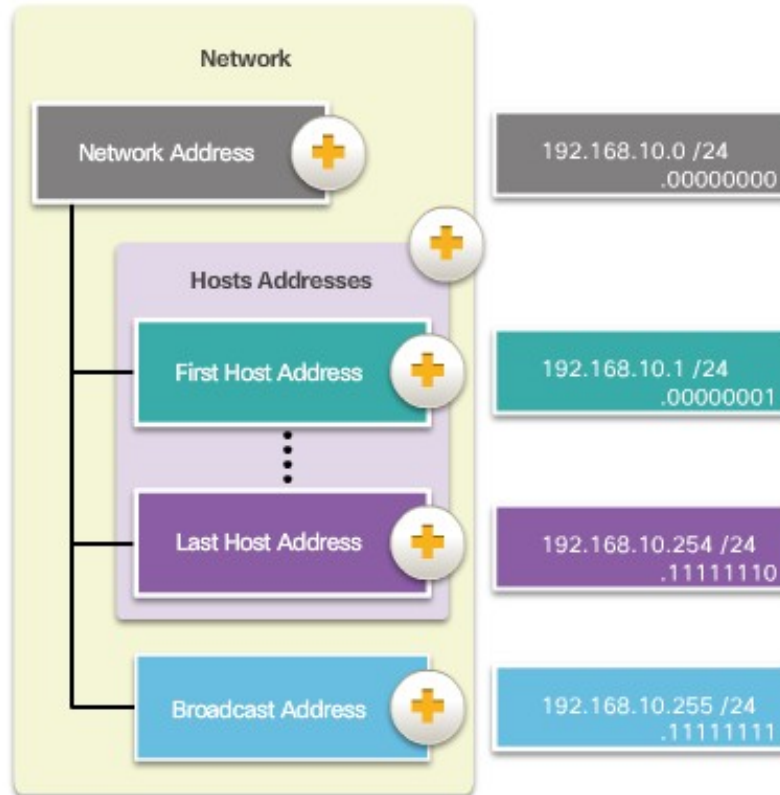 Network
Network Address
192.168.10.0 /24
.00000000
Hosts Addresses
First Host Address
192.168.10.1 /24
.00000001
Last Host Address
192.168.10.254 /24
.11111110
Broadcast Address
192.168.10.255 /24
.11111111